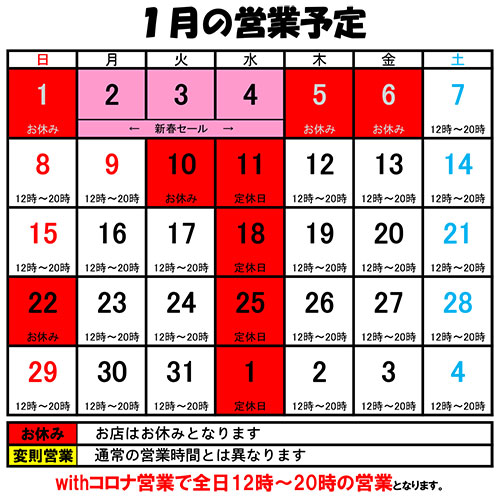 1月の営業予定
日 月 火 水 木 金 土
1 2 3 4 5 6 7
お休み ← 新春セール → お休み お休み 12時~20時
8 9 10 11 12 13 14
12時~20時 12時~20時 お休み 定休日 12時~20時 12時~20時 12時~20時
15 16 17 18 19 20 21
12時~20時 12時~20時 12時~20時 定休日 12時~20時 12時~20時 12時~20時
22 23 24 25 26 27 28
お休み 12時~20時 12時~20時 定休日 12時~20時 12時~20時 12時~20時
29 30 31 1 2 3 4
12時~20時 12時~20時 12時~20時 定休日 12時~20時 12時~20時 12時~20時
お休み お店はお休みとなります
変則営業 通常の営業時間とは異なります
withコロナ営業で全日12時~20時の営業となります。